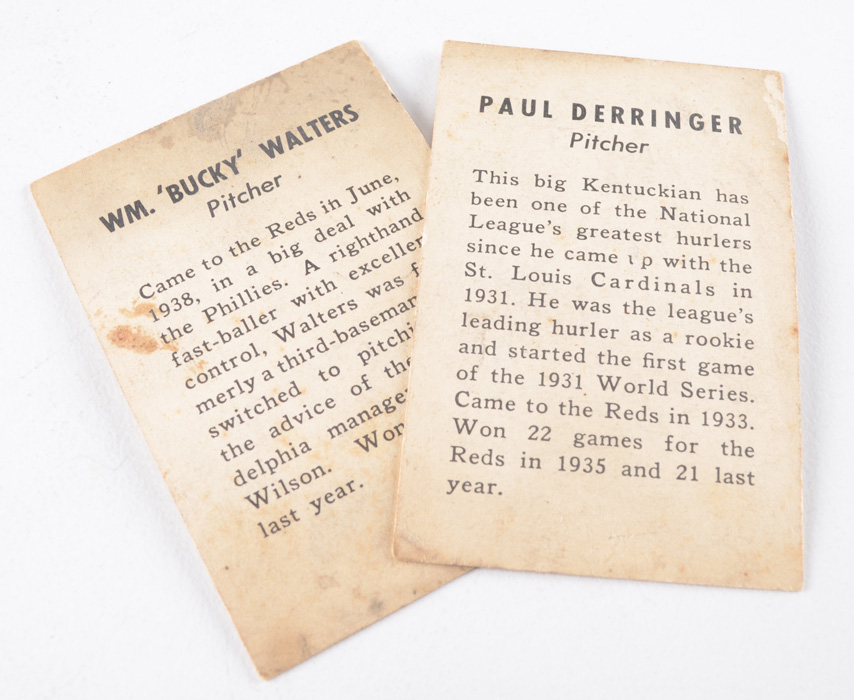 WM. 'BUCKY' WALTERS
Pitcher
Came to the Reds in June,
1938, in a big deal with
the Phillies. A righthand
fast-baller with excellen
control, Walters was f
merly a third-baseman
switched to pitchi
the advice of the
delphia manage
Wilson. Won
last year.
PAUL DERRINGER
Pitcher
This big Kentuckian has
been one of the National
League's greatest hurlers
since he came up with the
St. Louis Cardinals in
1931. He was the league's
leading hurler as a rookie
and started the first game
of the 1931 World Series.
Came to the Reds in 1933.
Won 22 games for the
Reds in 1935 and 21 last
year.